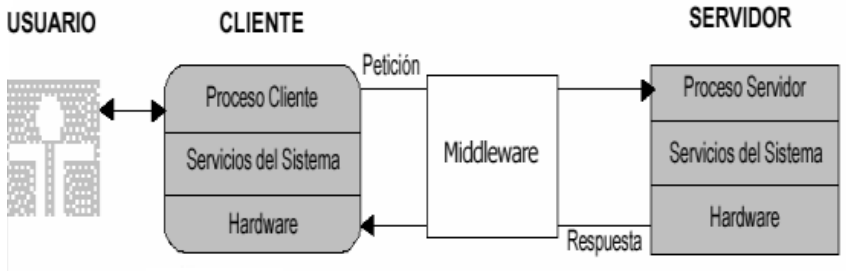 USUARIO
CLIENTE
SERVIDOR
Petición
Proceso Cliente
Servicios del Sistema
Hardware
Middleware
Proceso Servidor
Servicios del Sistema
Hardware
Respuesta